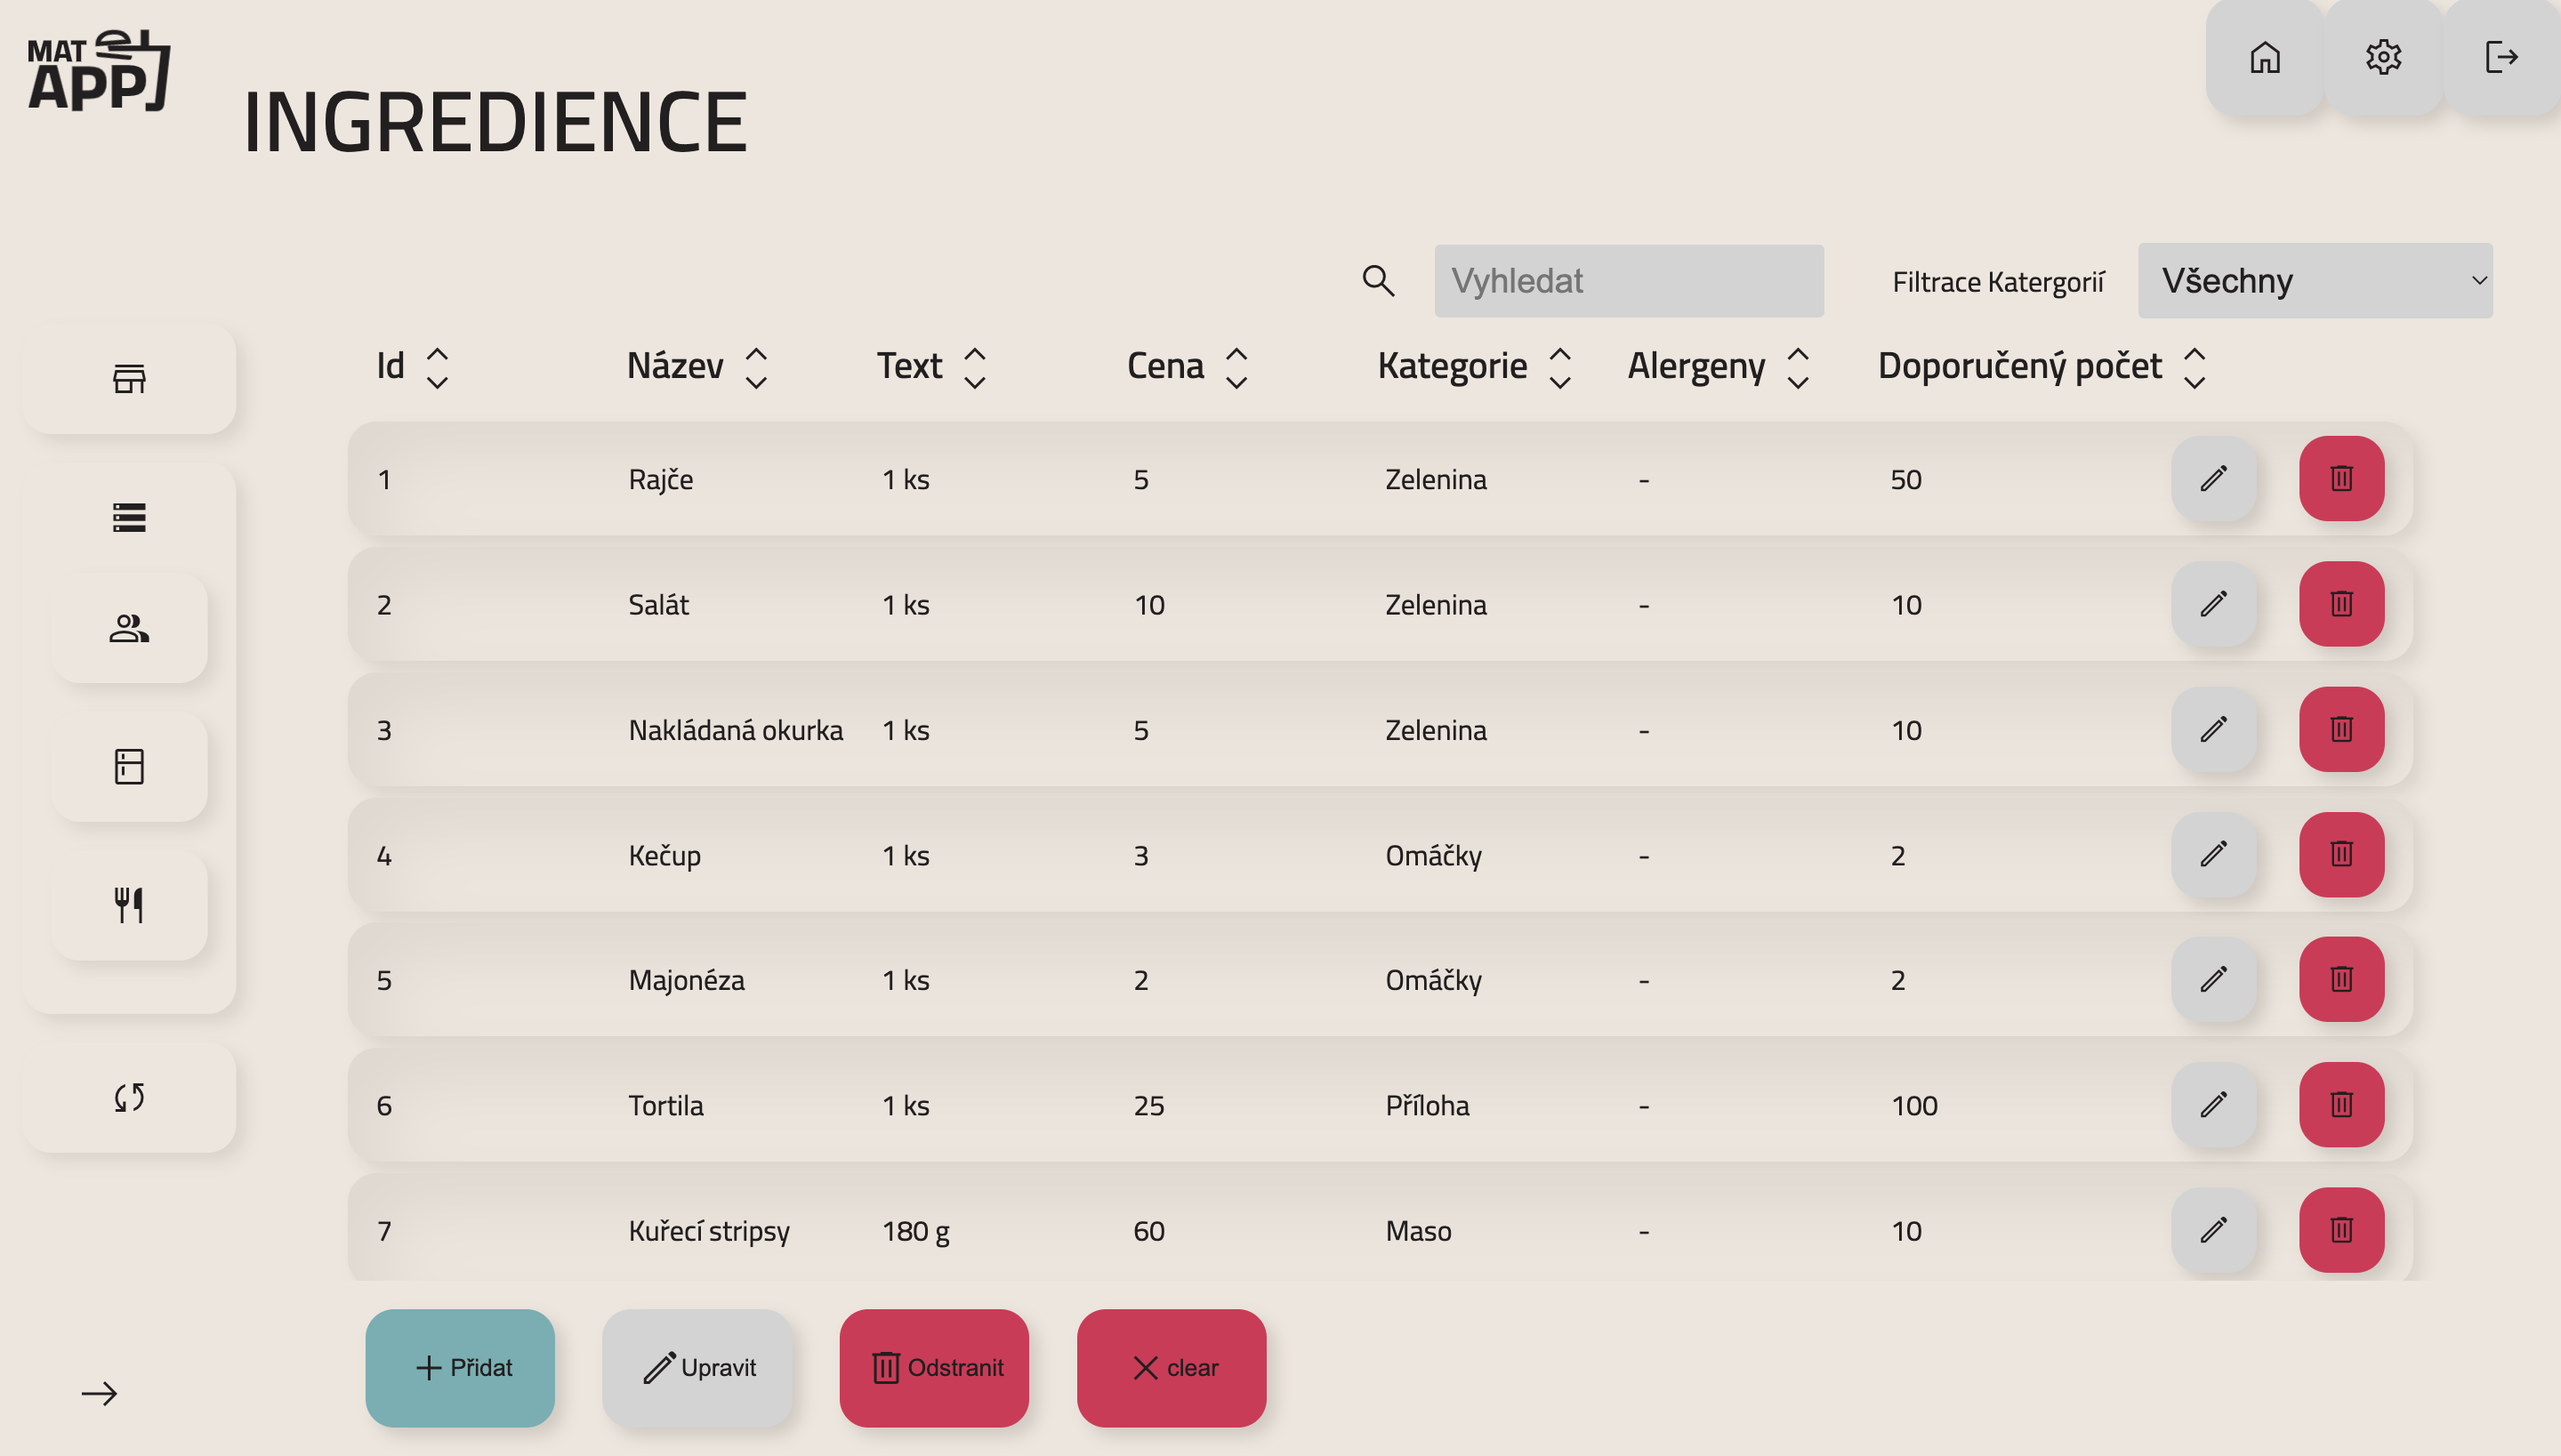 MAT
APP
INGREDIENCE
Vyhledat Filtrace Katergorií Všechny
Id Název Text Cena Kategorie Alergeny Doporučený počet
1 Rajče 1 ks 5 Zelenina - 50
2 Salát 1 ks 10 Zelenina - 10
3 Nakládaná okurka 1 ks 5 Zelenina - 10
4 Kečup 1 ks 3 Omáčky - 2
5 Majonéza 1 ks 2 Omáčky - 2
6 Tortila 1 ks 25 Příloha - 100
7 Kuřecí stripsy 180 g 60 Maso - 10
Přidat Upravit Odstranit clear